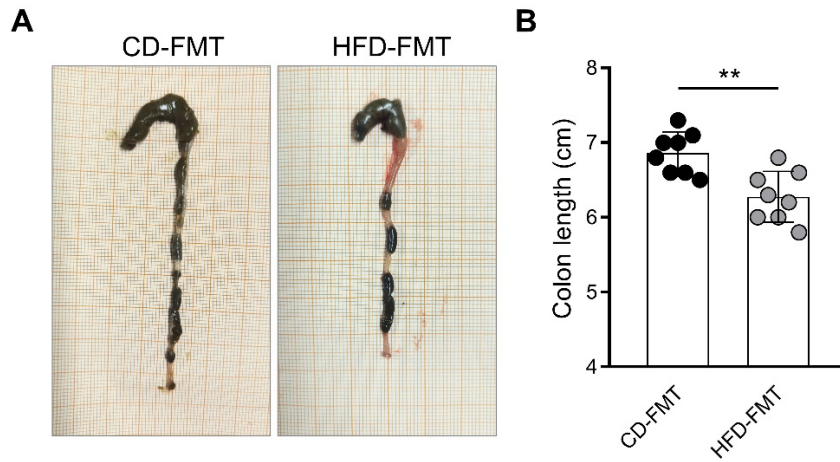 A
CD-FMT
HFD-FMT
B
Colon length (cm)
8
7
6
5
4
**
CD-FMT
HFD-FMT